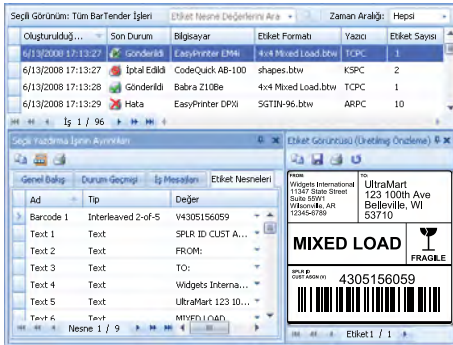 Seçili Görünüm: Tüm BarTender İşleri
Etiket Nesne Değerlerini Ara
Zaman Aralığı: Hepsi
Oluşturulduğ... Son Durum Bilgisayar Etiket Formatı Yazıcı Etiket Sayısı
6/13/2008 17:13:27 Gönderildi EasyPrinter EM4i 4x4 Mixed Load.btw TCPC 1
6/13/2008 17:13:27 İptal Edildi CodeQuick AB-100 shapes.btw KSPC 2
6/13/2008 17:13:28 Gönderildi Babra Z10Be 4x4 Mixed Load.btw TCPC 1
6/13/2008 17:13:29 Hata EasyPrinter DPXi SGTIN-96.btw ARPC 10
İş 1 / 96
Seçili Yazdırma İşinin Ayrıntıları
Genel Bakış Durum Geçmişi İş Mesajları Etiket Nesneleri
Ad Tip Değer
Barcode 1 Interleaved 2-of-5 V4305156059
Text 1 Text SPLR ID CUST A...
Text 2 Text FROM:
Text 3 Text TO:
Text 4 Text Widgets Interna...
Text 5 Text UltraMart 123 10...
Text 6 Text MIXED LOAD
Nesne 1 / 9
Etiket Görüntüsü (Üretilmiş Önizleme)
FROM:
Widgets International
11347 State Street
Suite 55W1
Wilsonville, AR
12345-6789
TO:
UltraMart
123 100th Ave
Belleville, WI
53710
MIXED LOAD
FRAGILE
SPLR ID
CUST ASGN (V)
4305156059
Etiket 1 / 1